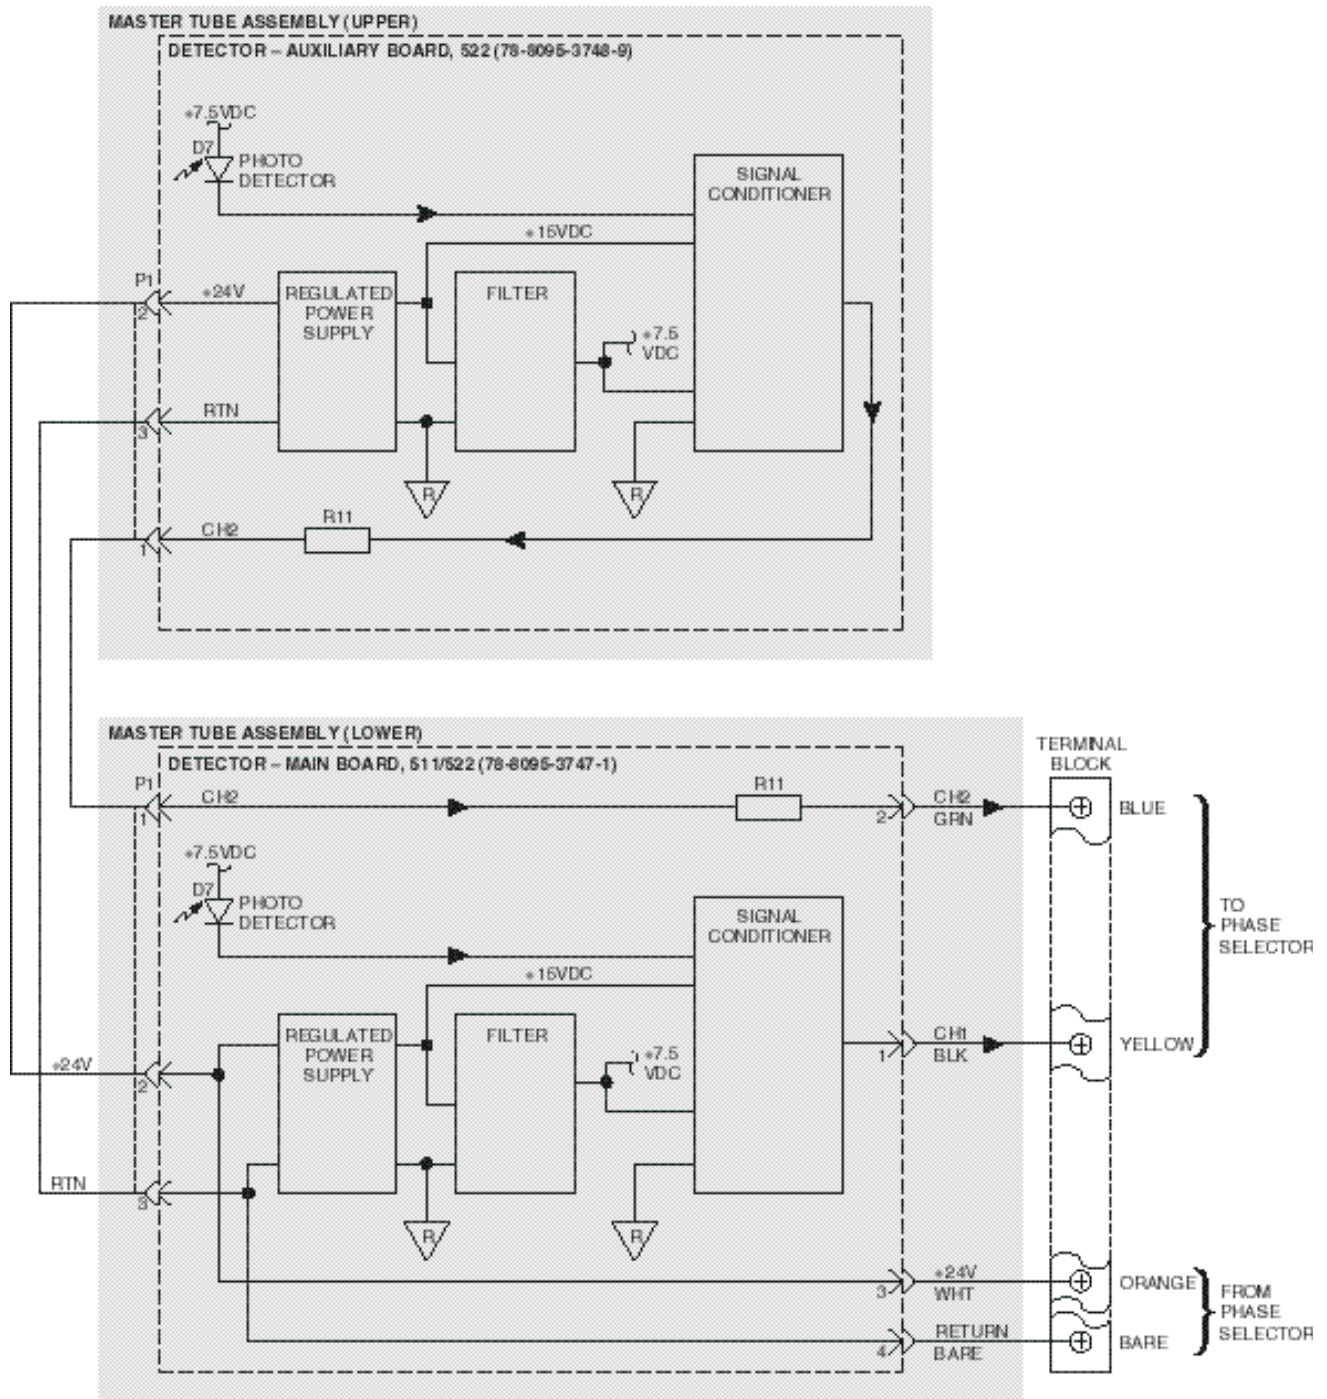 MASTER TUBE ASSEMBLY (UPPER)
DETECTOR – AUXILIARY BOARD, 522 (78-8095-3748-9)
+7.5VDC
D7
PHOTO
DETECTOR
SIGNAL
CONDITIONER
+15VDC
P1
2
+24V
REGULATED
POWER
SUPPLY
FILTER
+7.5
VDC
3
RTN
R
R
R11
1
CH2
MASTER TUBE ASSEMBLY (LOWER)
DETECTOR – MAIN BOARD, 511/522 (78-8095-3747-1)
TERMINAL
BLOCK
P1
1
CH2
R11
2
CH2
GRN
BLUE
+7.5VDC
D7
PHOTO
DETECTOR
SIGNAL
CONDITIONER
TO
PHASE
SELECTOR
+15VDC
REGULATED
POWER
SUPPLY
FILTER
+7.5
VDC
1
CH1
BLK
YELLOW
+24V
2
RTN
3
R
R
3
+24V
WHT
ORANGE
FROM
PHASE
SELECTOR
4
RETURN
BARE
BARE